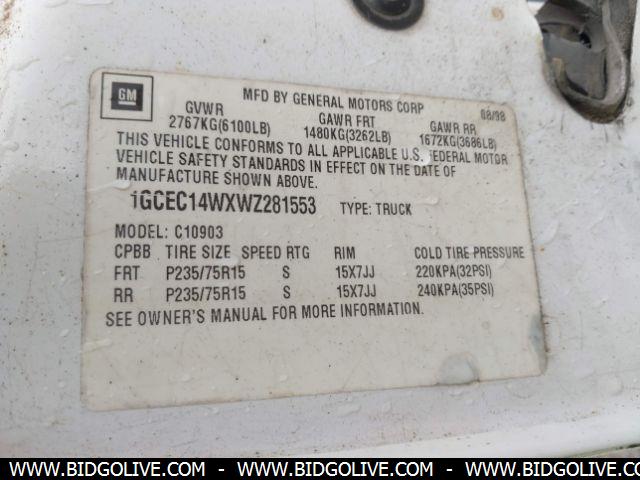 GM
MFD BY GENERAL MOTORS CORP 08/98
GVWR GAWR FRT GAWR RR
2767KG(6100LB) 1480KG(3262LB) 1672KG(3686LB)
THIS VEHICLE CONFORMS TO ALL APPLICABLE U.S. FEDERAL MOTOR
VEHICLE SAFETY STANDARDS IN EFFECT ON THE DATE OF
MANUFACTURE SHOWN ABOVE.
1GCEC14WXWZ281553 TYPE: TRUCK
MODEL: C10903
CPBB TIRE SIZE SPEED RTG RIM COLD TIRE PRESSURE
FRT P235/75R15 S 15X7JJ 220KPA(32PSI)
RR P235/75R15 S 15X7JJ 240KPA(35PSI)
SEE OWNER'S MANUAL FOR MORE INFORMATION.
WWW.BIDGOLIVE.COM - WWW.BIDGOLIVE.COM - WWW.BIDGOLIVE.COM